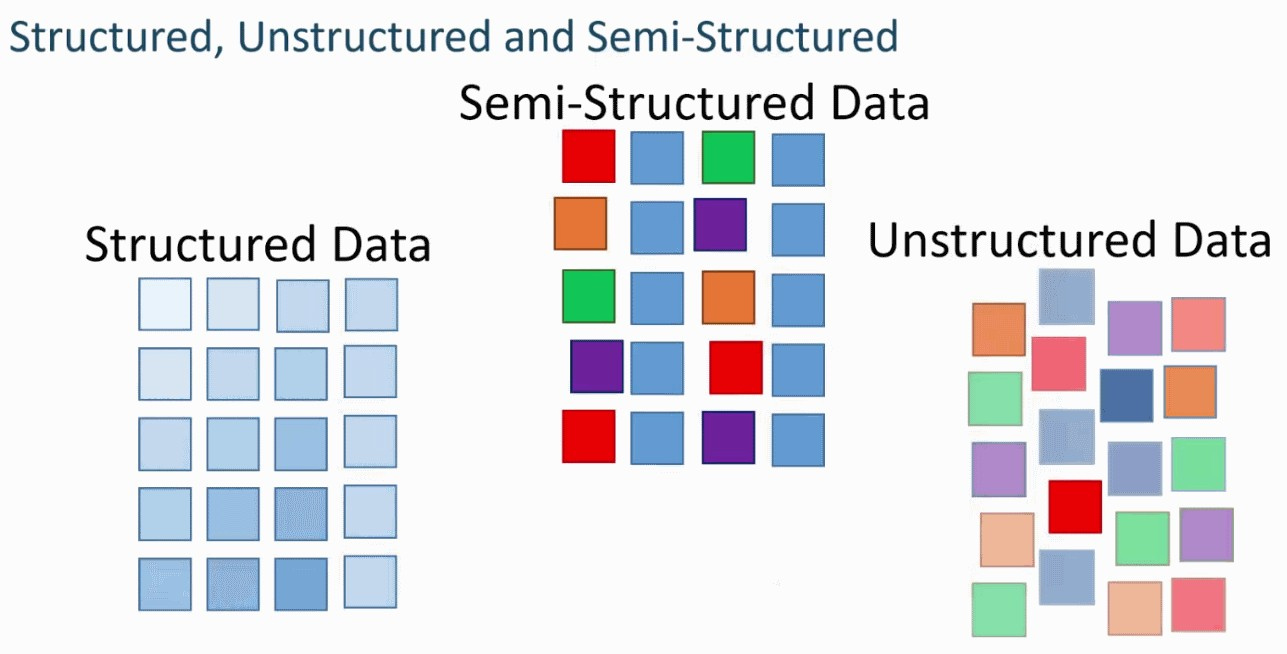 Structured, Unstructured and Semi-Structured
Semi-Structured Data
Structured Data
Unstructured Data